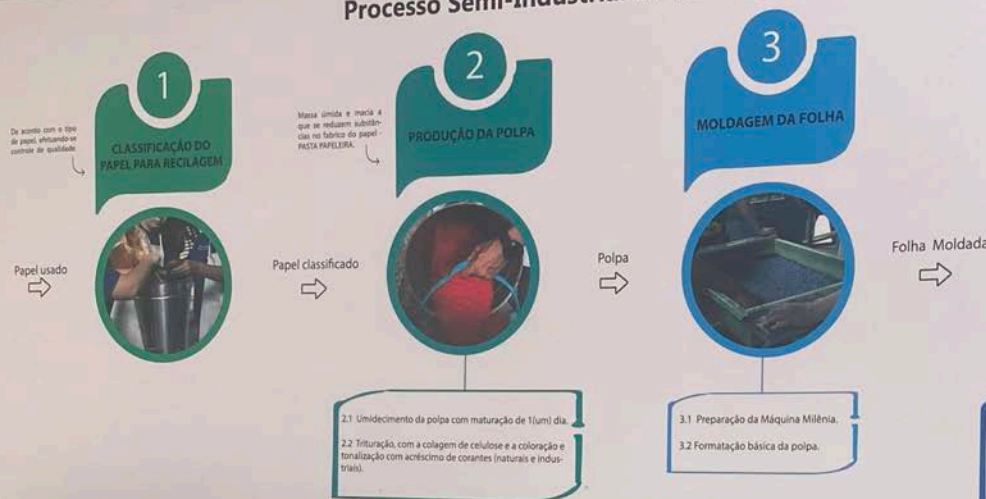 Processo Semi-Industrial
1
2
3
De acordo com o tipo
de papel, efetuando-se
controle de qualidade.
CLASSIFICAÇÃO DO
PAPEL PARA RECILAGEM
Massa úmida e macia a
que se reduzem substân-
cias no fabrico do papel -
PASTA PAPELEIRA.
PRODUÇÃO DA POLPA
MOLDAGEM DA FOLHA
Papel usado
Papel classificado
Polpa
Folha Moldada
2.1 Umidecimento da polpa com maturação de 1(um) dia.
2.2 Trituração, com a colagem de celulose e a coloração e
tonalização com acréscimo de corantes (naturais e indus-
triais).
3.1 Preparação da Máquina Milênia.
3.2 Formatação básica da polpa.